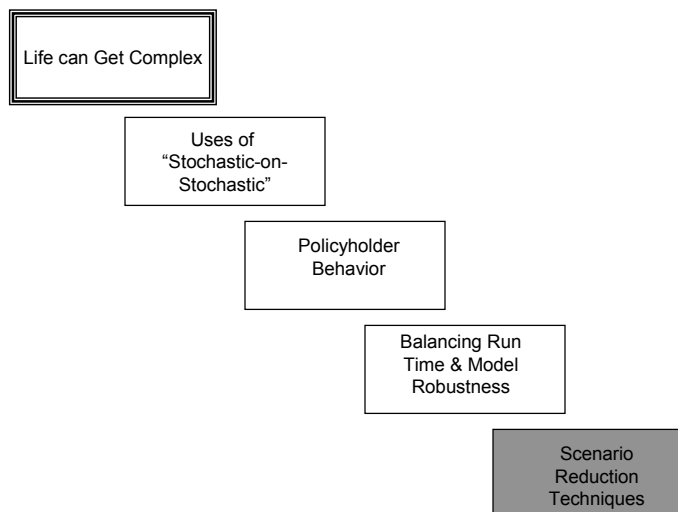 Life can Get Complex
Uses of
“Stochastic-on-
Stochastic”
Policyholder
Behavior
Balancing Run
Time & Model
Robustness
Scenario
Reduction
Techniques